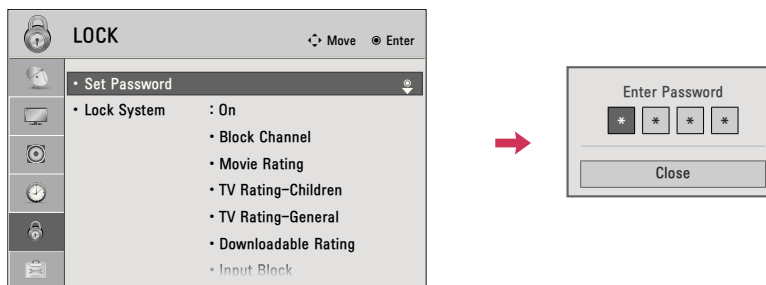 LOCK
Move Enter
• Set Password
• Lock System : On
• Block Channel
• Movie Rating
• TV Rating-Children
• TV Rating-General
• Downloadable Rating
• Input Block
Enter Password
* * * *
Close